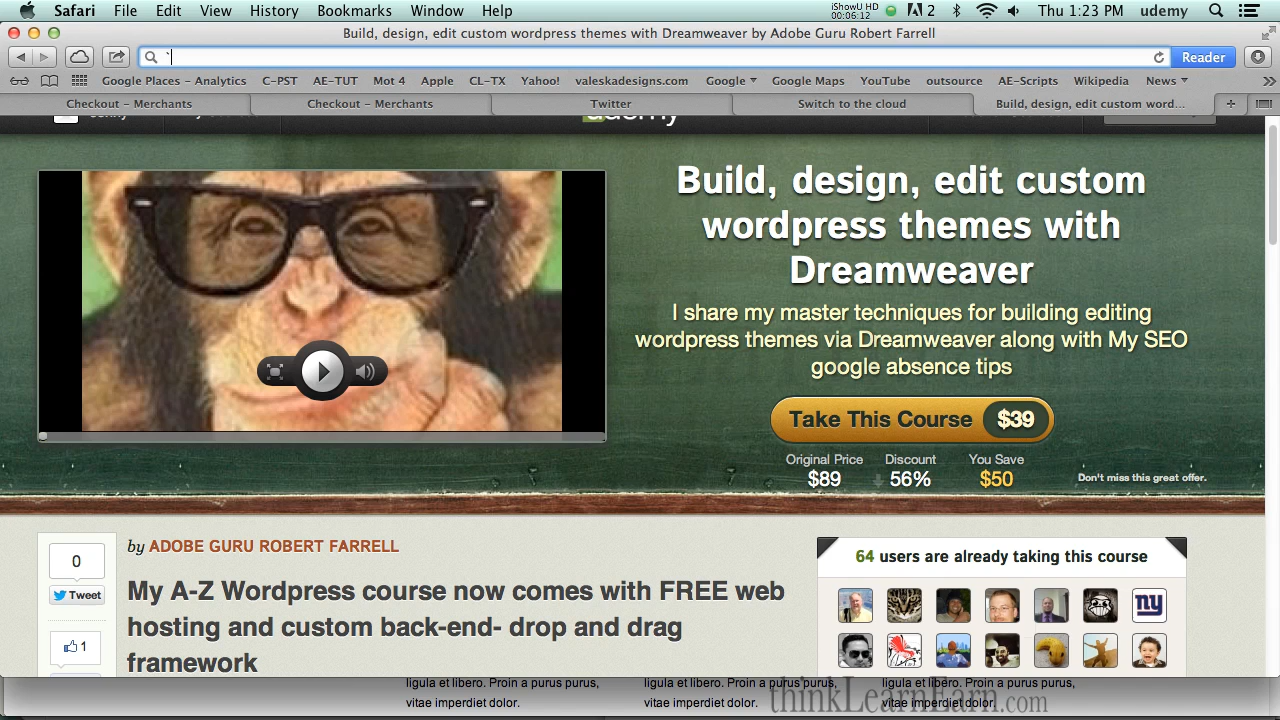 Safari File Edit View History Bookmarks Window Help iShowU HD 00:06:12 2 Thu 1:23 PM udemy
Build, design, edit custom wordpress themes with Dreamweaver by Adobe Guru Robert Farrell
` Reader
Google Places – Analytics C-PST AE-TUT Mot 4 Apple CL-TX Yahoo! valeskadesigns.com Google Google Maps YouTube outsource AE-Scripts Wikipedia News
Checkout – Merchants Checkout – Merchants Twitter Switch to the cloud Build, design, edit custom word...
udemy
Build, design, edit custom
wordpress themes with
Dreamweaver
I share my master techniques for building editing
wordpress themes via Dreamweaver along with My SEO
google absence tips
Take This Course $39
Original Price Discount You Save
$89 56% $50 Don't miss this great offer.
by ADOBE GURU ROBERT FARRELL
0
Tweet
1
My A-Z Wordpress course now comes with FREE web
hosting and custom back-end- drop and drag
framework
64 users are already taking this course
ny
ligula et libero. Proin a purus purus, ligula et libero. Proin a purus purus, ligula et libero. Proin a purus purus,
vitae imperdiet dolor. vitae imperdiet dolor. vitae imperdiet dolor.
thinkLearnEarn.com